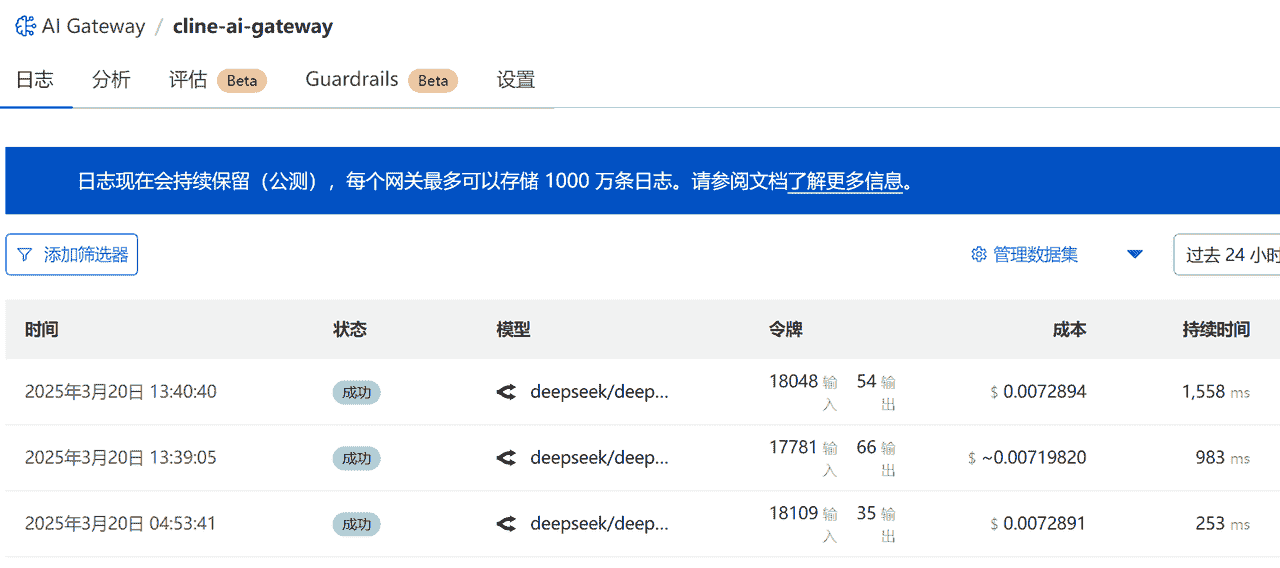 AI Gateway / cline-ai-gateway
日志 分析 评估 Beta Guardrails Beta 设置
日志现在会持续保留（公测），每个网关最多可以存储 1000 万条日志。请参阅文档了解更多信息。
添加筛选器 管理数据集 过去 24 小时
时间 状态 模型 令牌 成本 持续时间
2025年3月20日 13:40:40 成功 deepseek/deep... 18048 输入 54 输出 $ 0.0072894 1,558 ms
2025年3月20日 13:39:05 成功 deepseek/deep... 17781 输入 66 输出 $ ~0.00719820 983 ms
2025年3月20日 04:53:41 成功 deepseek/deep... 18109 输入 35 输出 $ 0.0072891 253 ms